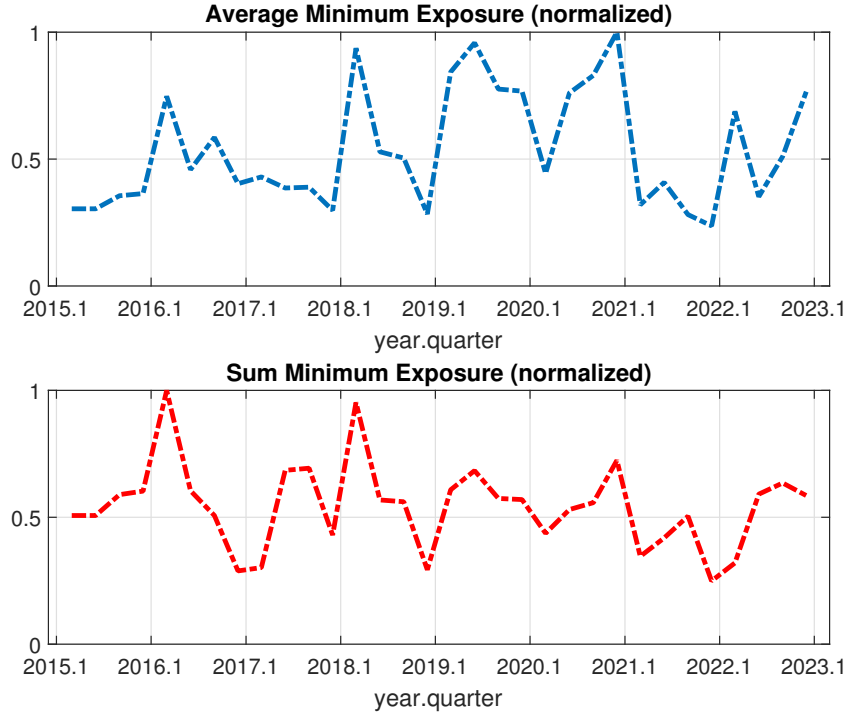 Average Minimum Exposure (normalized)
1
0.5
0
2015.1 2016.1 2017.1 2018.1 2019.1 2020.1 2021.1 2022.1 2023.1
year.quarter
Sum Minimum Exposure (normalized)
1
0.5
0
2015.1 2016.1 2017.1 2018.1 2019.1 2020.1 2021.1 2022.1 2023.1
year.quarter